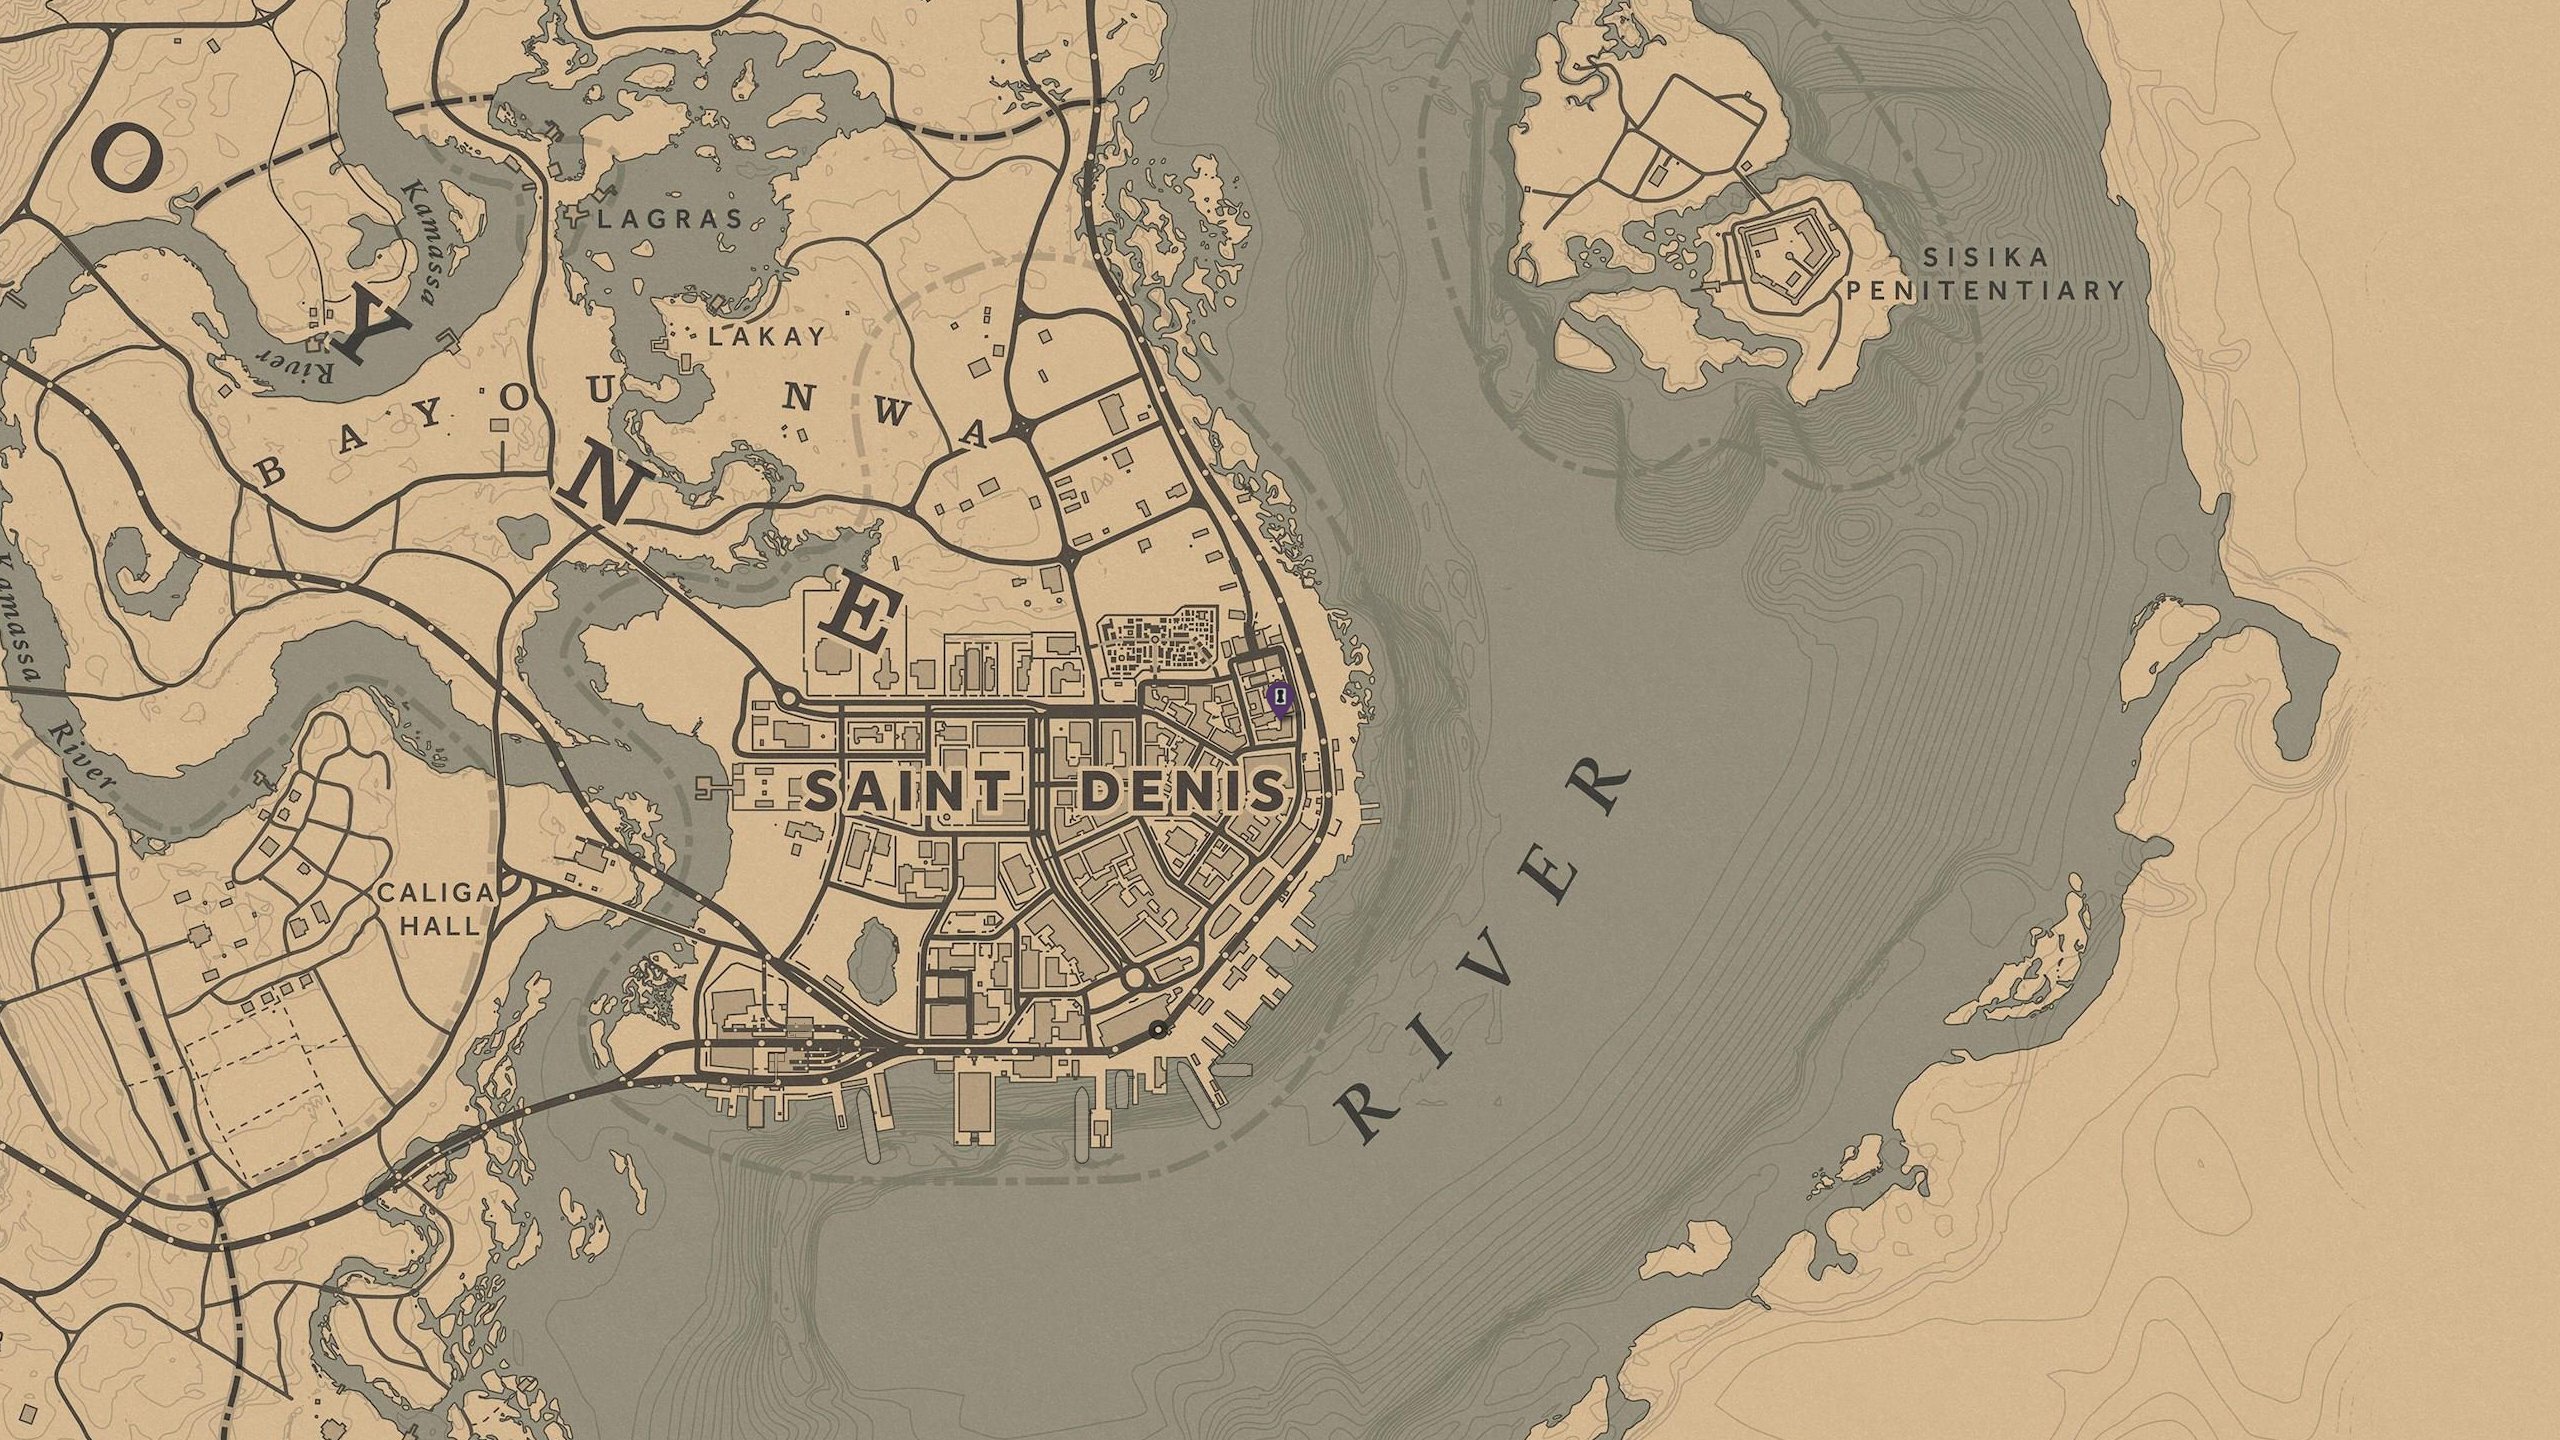 O
Kamassa
River
LAGRAS
SISIKA
PENITENTIARY
LAKAY
Y
BAYOU NWA
N
E
Kamassa
River
SAINT DENIS
CALIGA
HALL
RIVER